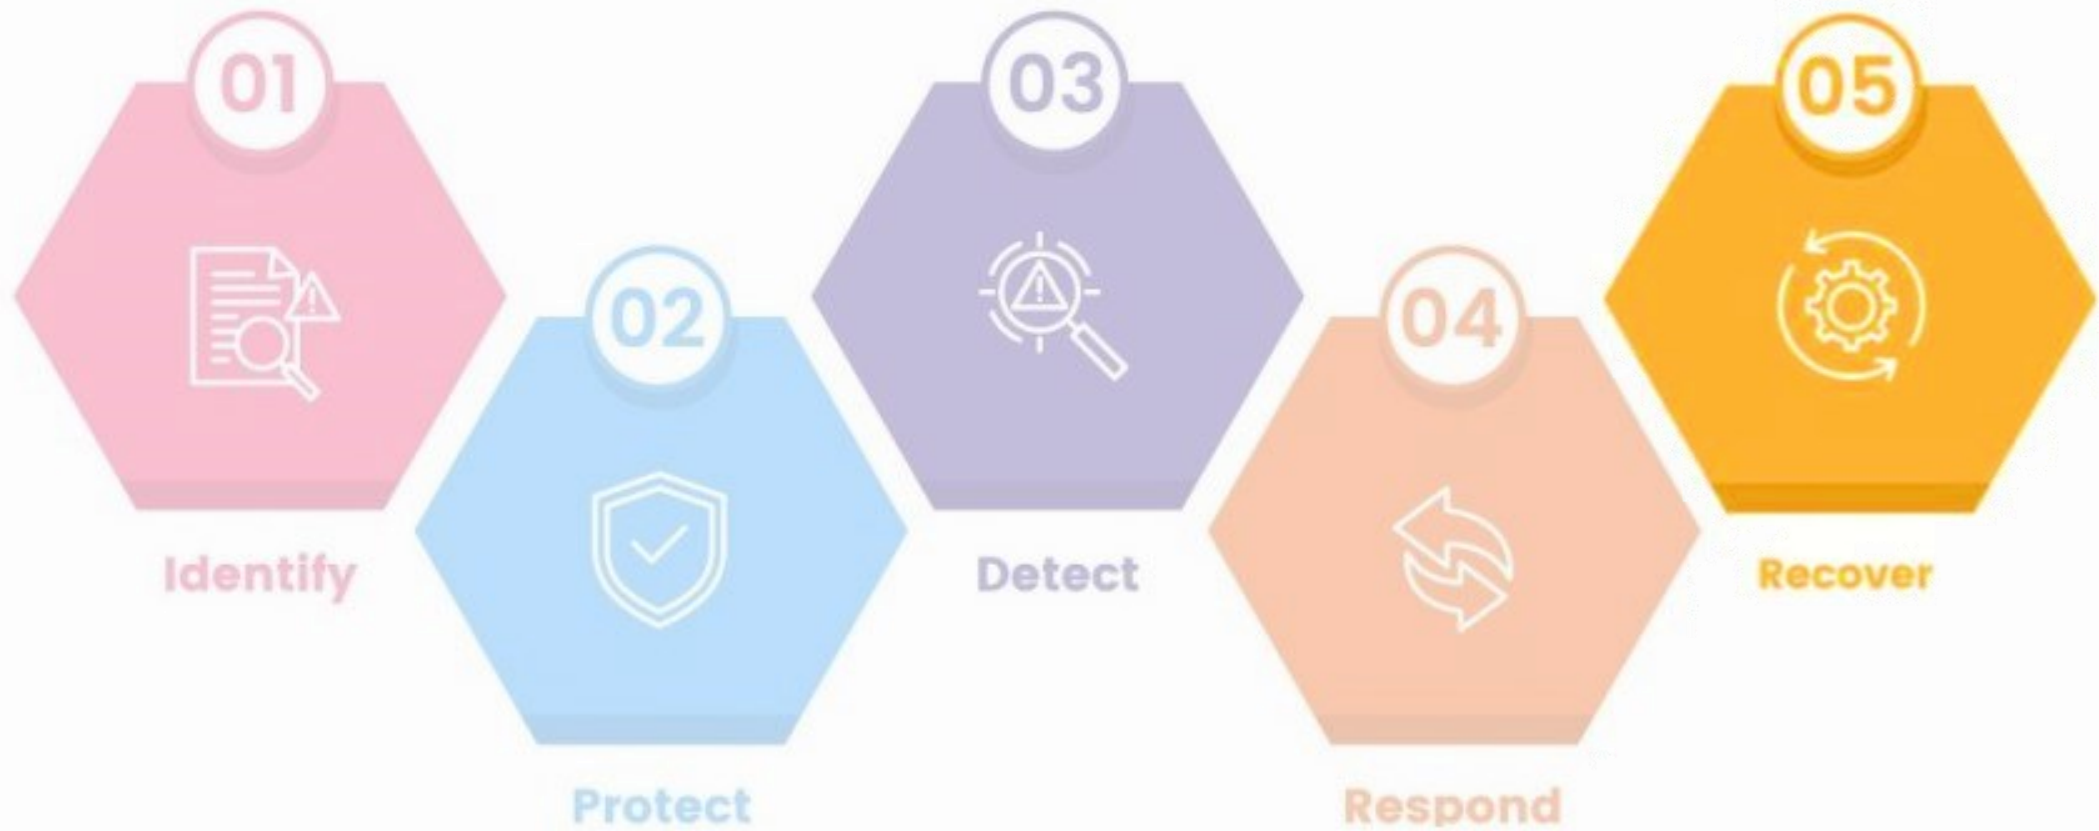 01
Identify
02
Protect
03
Detect
04
Respond
05
Recover